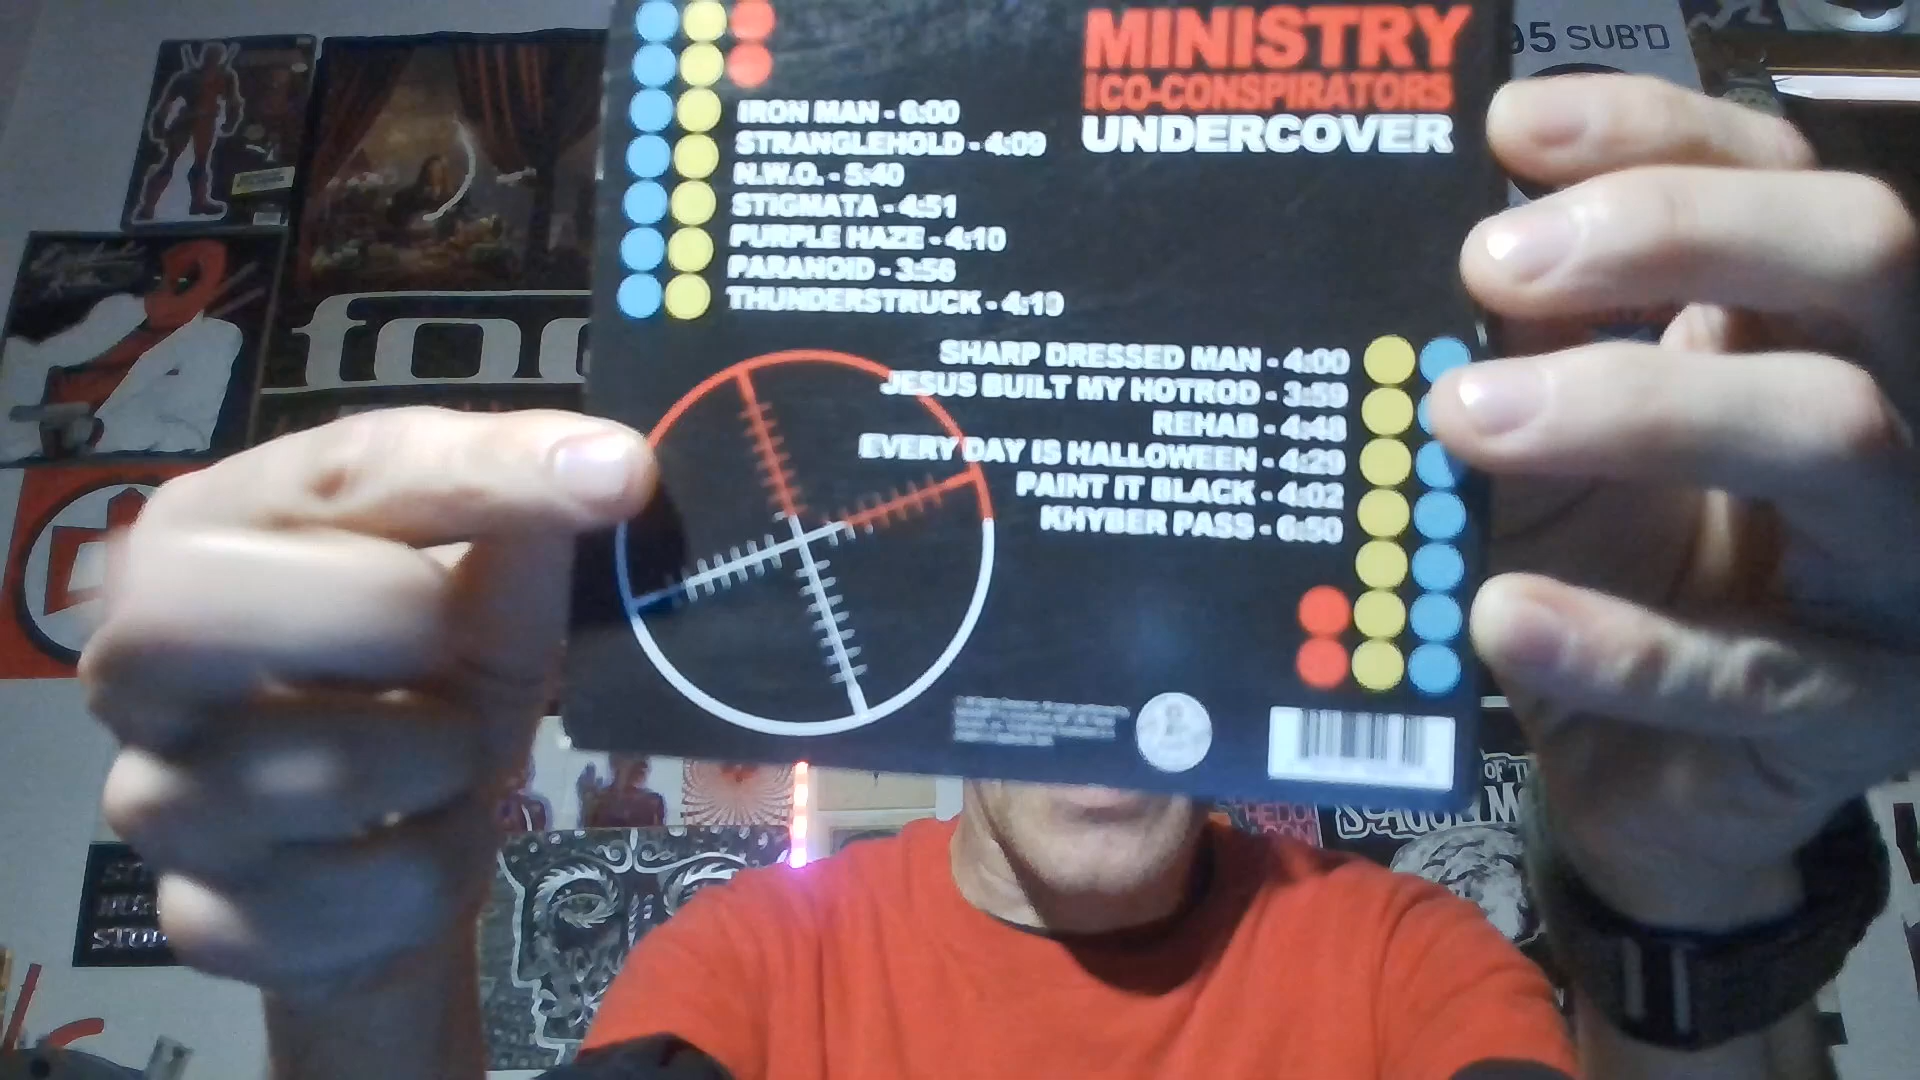 MINISTRY
ICO-CONSPIRATORS
UNDERCOVER
IRON MAN - 6:00
STRANGLEHOLD - 4:09
N.W.O. - 5:40
STIGMATA - 4:51
PURPLE HAZE - 4:10
PARANOID - 3:56
THUNDERSTRUCK - 4:19
SHARP DRESSED MAN - 4:00
JESUS BUILT MY HOTROD - 3:59
REHAB - 4:48
EVERY DAY IS HALLOWEEN - 4:29
PAINT IT BLACK - 4:02
KHYBER PASS - 6:50
95 SUB'D